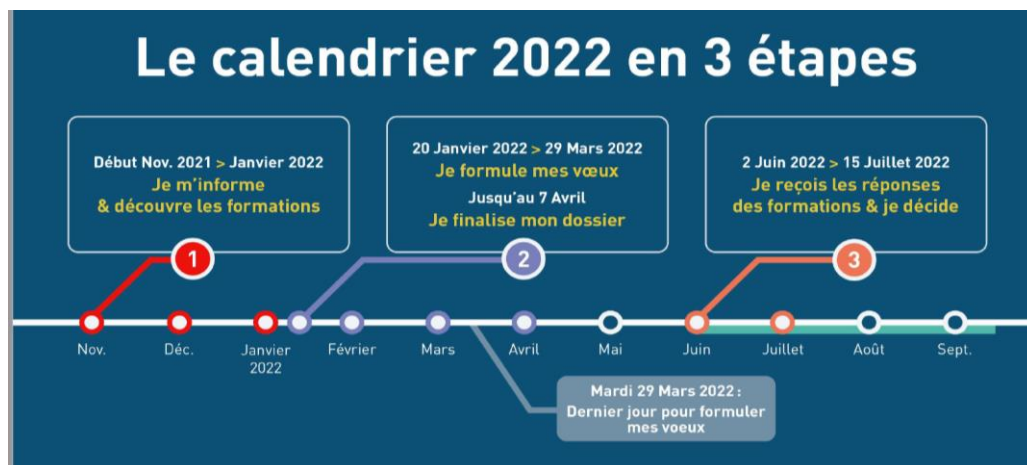 Le calendrier 2022 en 3 étapes
Début Nov. 2021 > Janvier 2022
Je m'informe
& découvre les formations
20 Janvier 2022 > 29 Mars 2022
Je formule mes vœux
Jusqu'au 7 Avril
Je finalise mon dossier
2 Juin 2022 > 15 Juillet 2022
Je reçois les réponses
des formations & je décide
1
2
3
Nov.
Déc.
Janvier
2022
Février
Mars
Avril
Mai
Juin
Juillet
Août
Sept.
Mardi 29 Mars 2022 :
Dernier jour pour formuler
mes voeux